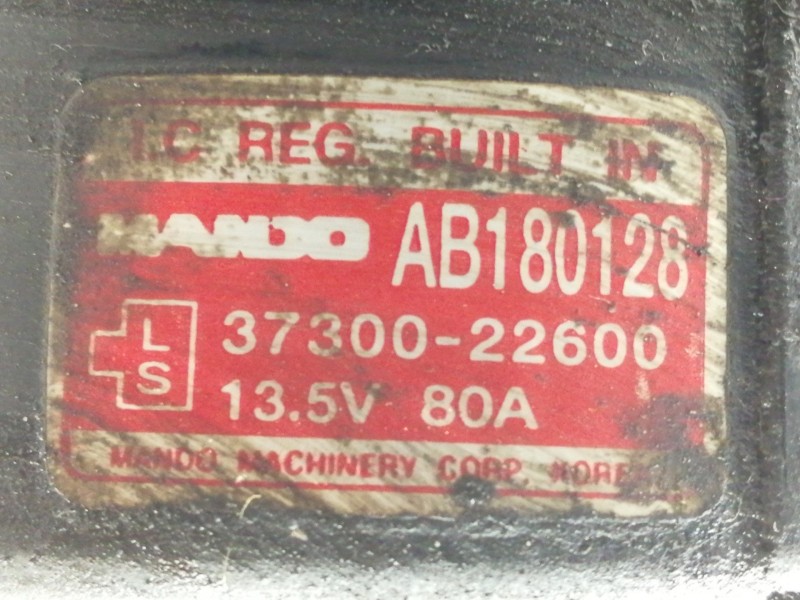 I.C REG. BUILT IN
MANDO AB180128
L
S
37300-22600
13.5V 80A
MANDO MACHINERY CORP. KOREA